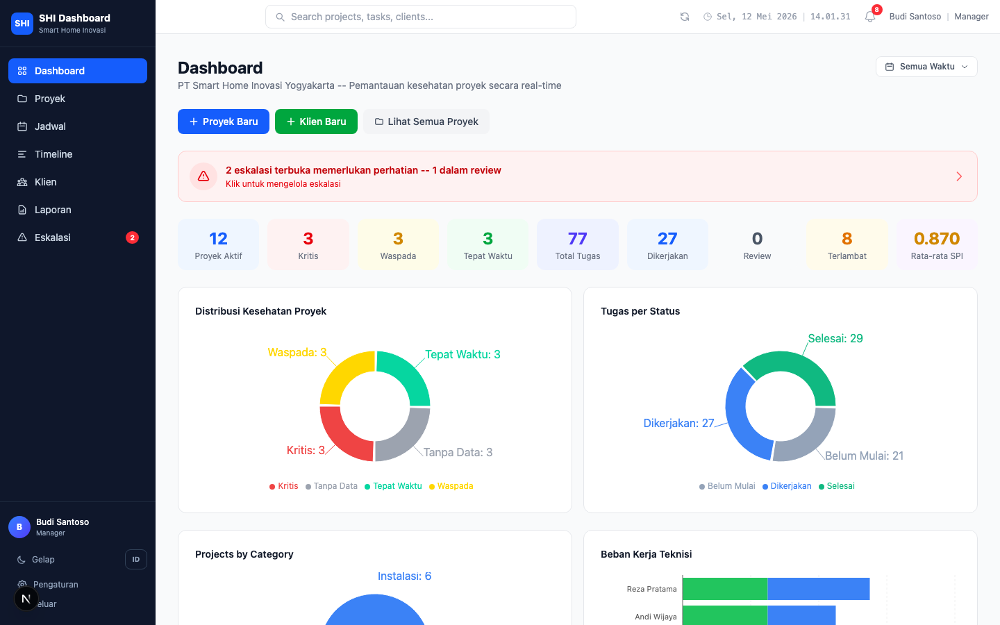 SHI
SHI Dashboard
Smart Home Inovasi
Search projects, tasks, clients...
Sel, 12 Mei 2026 | 14.01.31
8
Budi Santoso | Manager
Dashboard
Proyek
Jadwal
Timeline
Klien
Laporan
Eskalasi
2
Dashboard
PT Smart Home Inovasi Yogyakarta -- Pemantauan kesehatan proyek secara real-time
Semua Waktu
Proyek Baru
Klien Baru
Lihat Semua Proyek
2 eskalasi terbuka memerlukan perhatian -- 1 dalam review
Klik untuk mengelola eskalasi
12
Proyek Aktif
3
Kritis
3
Waspada
3
Tepat Waktu
77
Total Tugas
27
Dikerjakan
0
Review
8
Terlambat
0.870
Rata-rata SPI
Distribusi Kesehatan Proyek
Waspada: 3
Tepat Waktu: 3
Kritis: 3
Tanpa Data: 3
Kritis
Tanpa Data
Tepat Waktu
Waspada
Tugas per Status
Selesai: 29
Dikerjakan: 27
Belum Mulai: 21
Belum Mulai
Dikerjakan
Selesai
Projects by Category
Instalasi: 6
Beban Kerja Teknisi
Reza Pratama
Andi Wijaya
B
Budi Santoso
Manager
Gelap
ID
Pengaturan
N
eluar